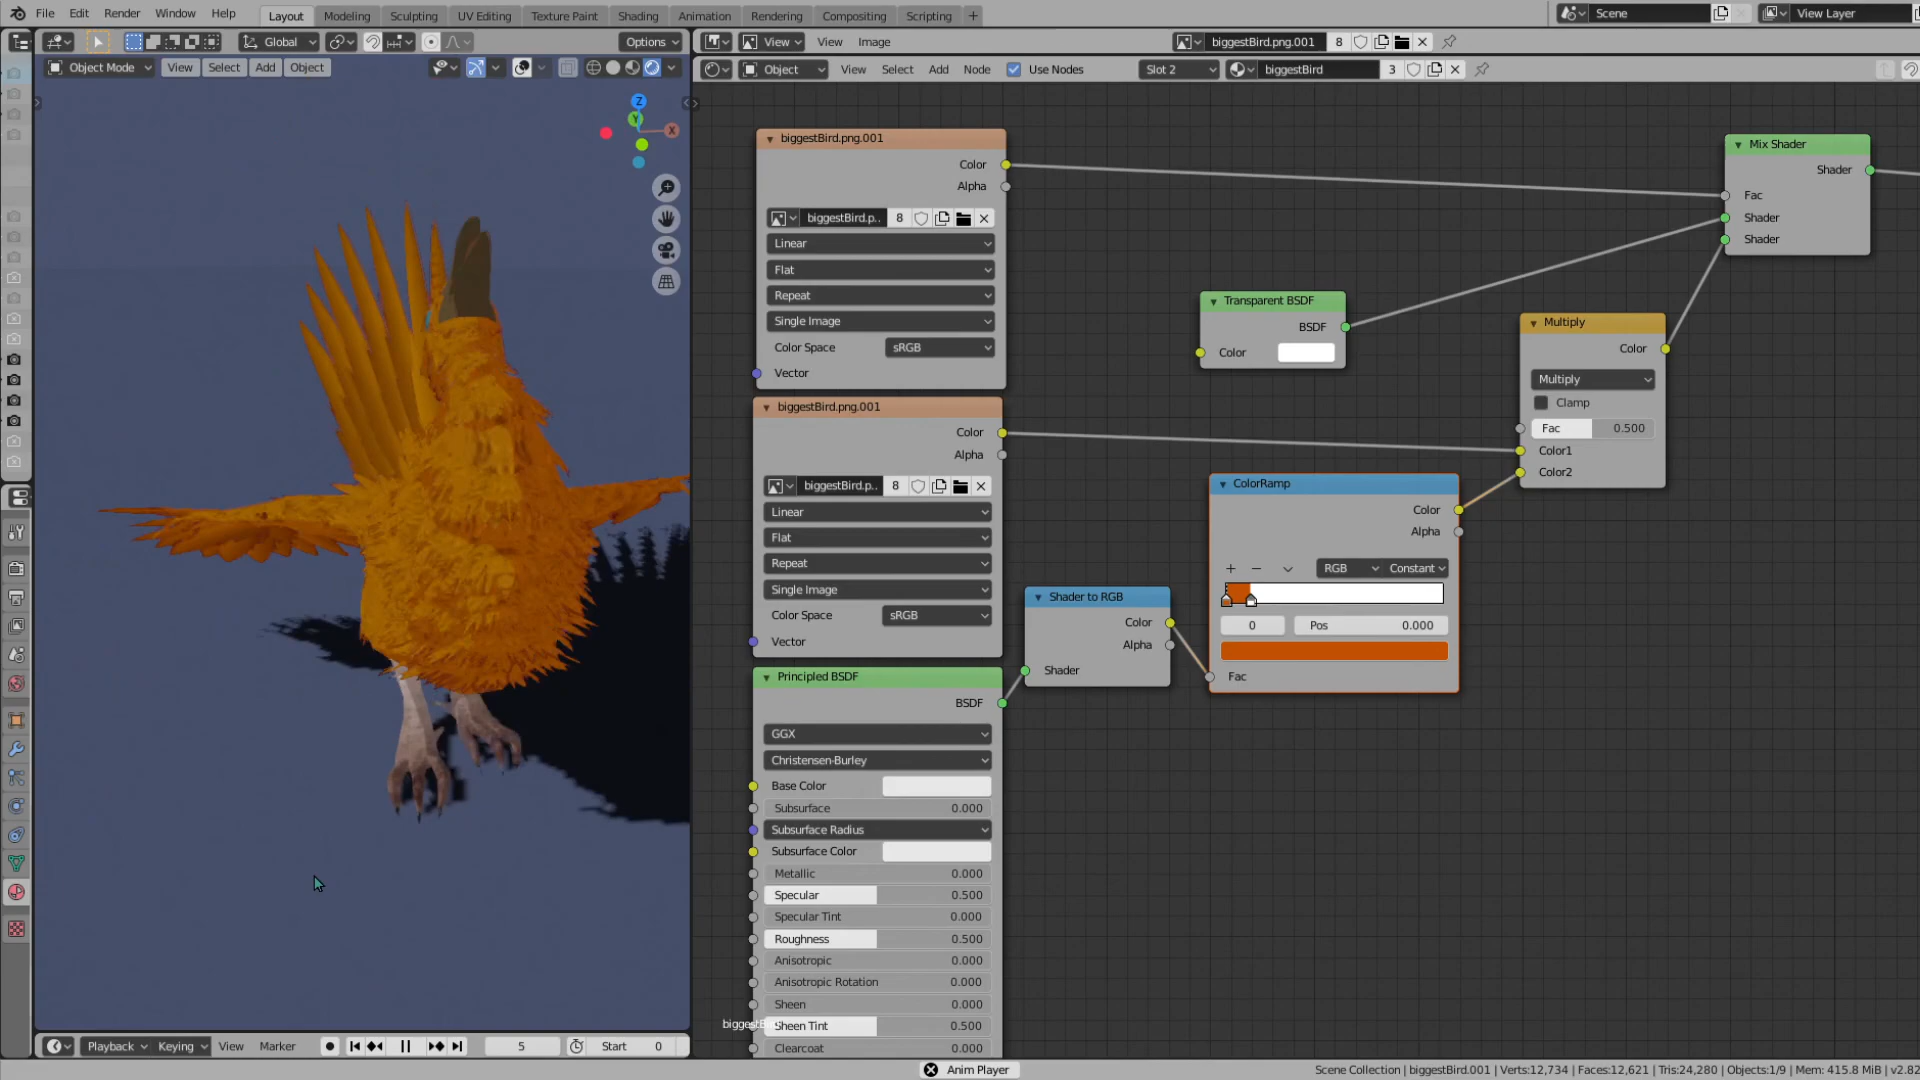 File Edit Render Window Help
Layout Modeling Sculpting UV Editing Texture Paint Shading Animation Rendering Compositing Scripting +
Scene
View Layer
Global
Options
View View Image
biggestBird.png.001 8
Object Mode View Select Add Object
Object View Select Add Node Use Nodes
Slot 2
biggestBird 3
Z
Y
X
biggestBird.png.001
Color
Alpha
biggestBird.p.. 8
Linear
Flat
Repeat
Single Image
Color Space sRGB
Vector
biggestBird.png.001
Color
Alpha
biggestBird.p.. 8
Linear
Flat
Repeat
Single Image
Color Space sRGB
Vector
Principled BSDF
BSDF
GGX
Christensen-Burley
Base Color
Subsurface 0.000
Subsurface Radius
Subsurface Color
Metallic 0.000
Specular 0.500
Specular Tint 0.000
Roughness 0.500
Anisotropic 0.000
Anisotropic Rotation 0.000
Sheen 0.000
Sheen Tint 0.500
Clearcoat 0.000
Shader to RGB
Color
Alpha
Shader
Transparent BSDF
BSDF
Color
ColorRamp
Color
Alpha
+ − RGB Constant
0 Pos 0.000
Fac
Multiply
Color
Multiply
Clamp
Fac 0.500
Color1
Color2
Mix Shader
Shader
Fac
Shader
Shader
Playback Keying View Marker
5
Start 0
Anim Player
Scene Collection | biggestBird.001 | Verts:12,734 | Faces:12,621 | Tris:24,280 | Objects:1/9 | Mem: 415.8 MiB | v2.82